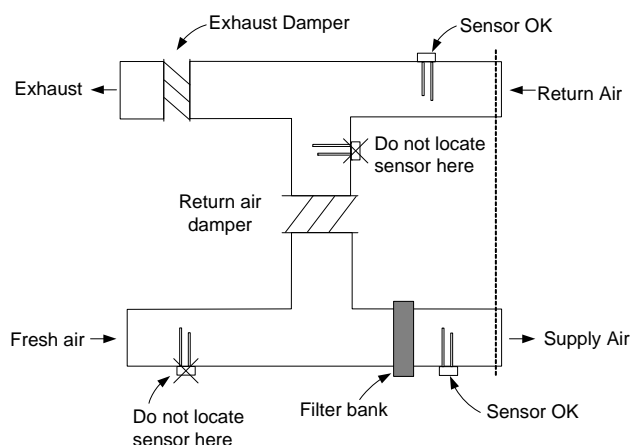 Exhaust Damper
Sensor OK
Exhaust
Return Air
Do not locate
sensor here
Return air
damper
Fresh air
Supply Air
Do not locate
sensor here
Filter bank
Sensor OK